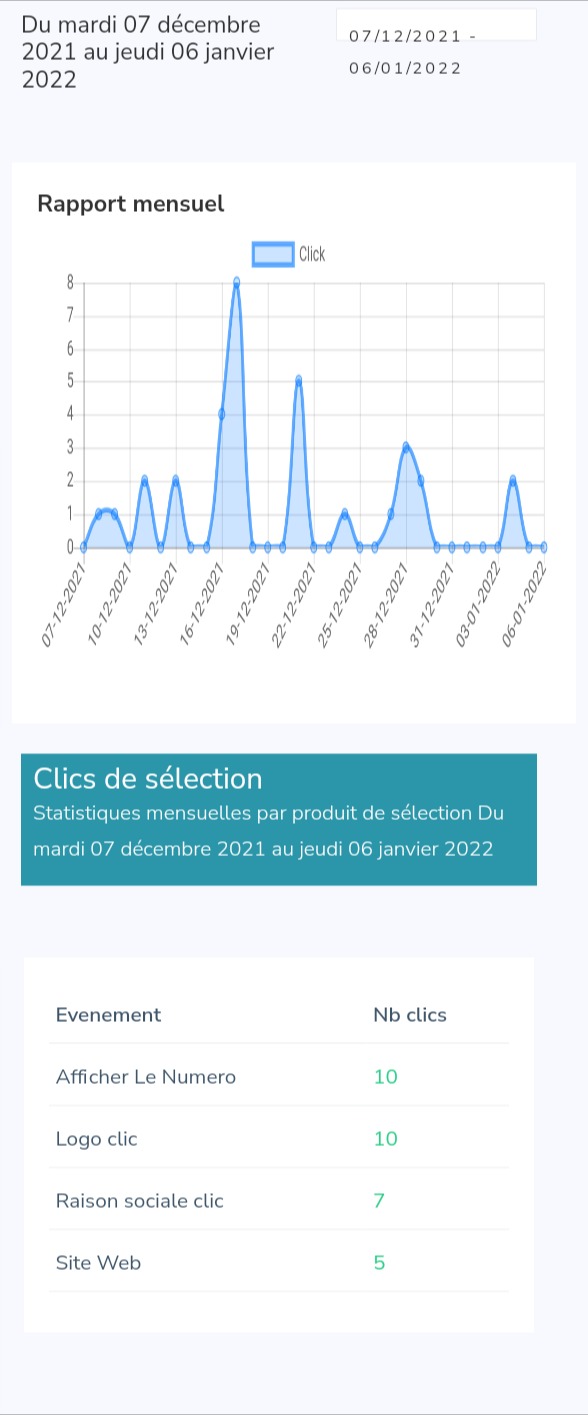 Du mardi 07 décembre
2021 au jeudi 06 janvier
2022
07/12/2021 -
06/01/2022
Rapport mensuel
Click
8
7
6
5
4
3
2
1
0
07-12-2021
10-12-2021
13-12-2021
16-12-2021
19-12-2021
22-12-2021
25-12-2021
28-12-2021
31-12-2021
03-01-2022
06-01-2022
Clics de sélection
Statistiques mensuelles par produit de sélection Du
mardi 07 décembre 2021 au jeudi 06 janvier 2022
Evenement Nb clics
Afficher Le Numero 10
Logo clic 10
Raison sociale clic 7
Site Web 5